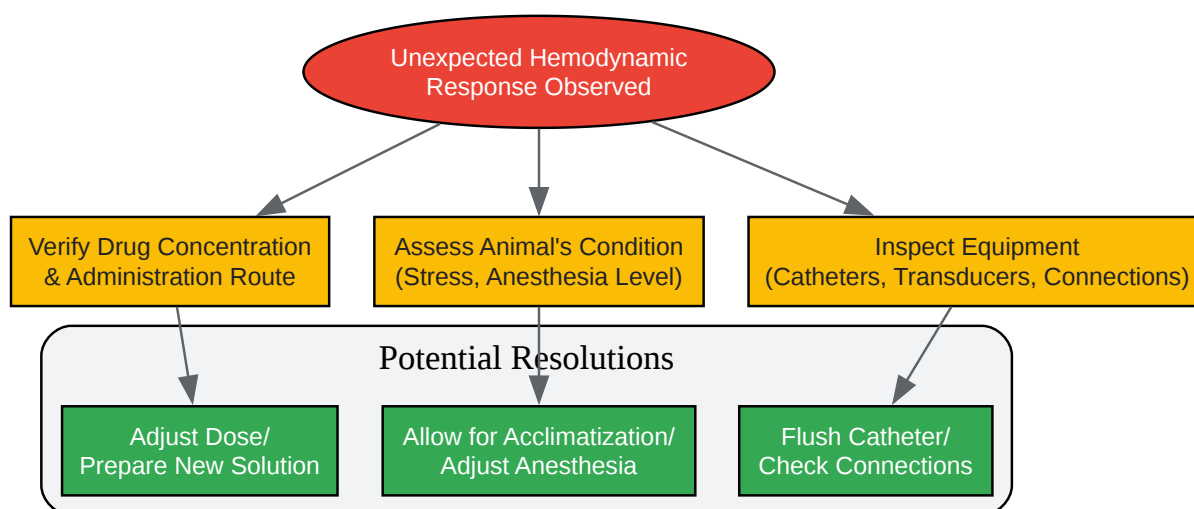 Unexpected Hemodynamic
Response Observed
Verify Drug Concentration
& Administration Route
Assess Animal's Condition
(Stress, Anesthesia Level)
Inspect Equipment
(Catheters, Transducers, Connections)
Potential Resolutions
Adjust Dose/
Prepare New Solution
Allow for Acclimatization/
Adjust Anesthesia
Flush Catheter/
Check Connections